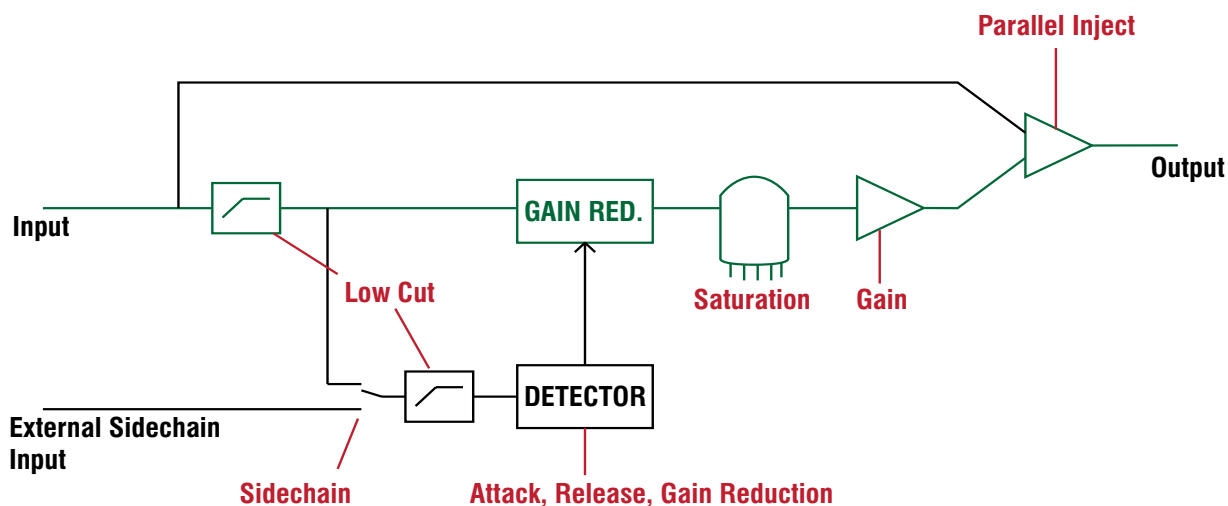 Parallel Inject
Output
Input
GAIN RED.
Low Cut
Saturation
Gain
DETECTOR
External Sidechain
Input
Sidechain
Attack, Release, Gain Reduction